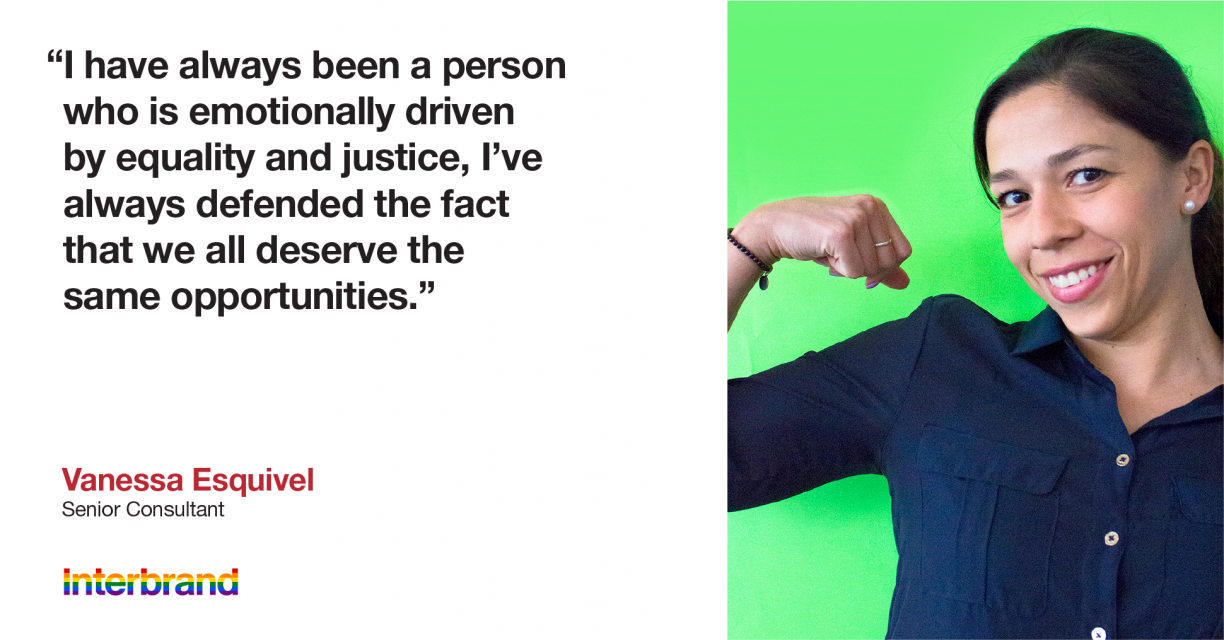 “I have always been a person
who is emotionally driven
by equality and justice, I’ve
always defended the fact
that we all deserve the
same opportunities.”
Vanessa Esquivel
Senior Consultant
Interbrand